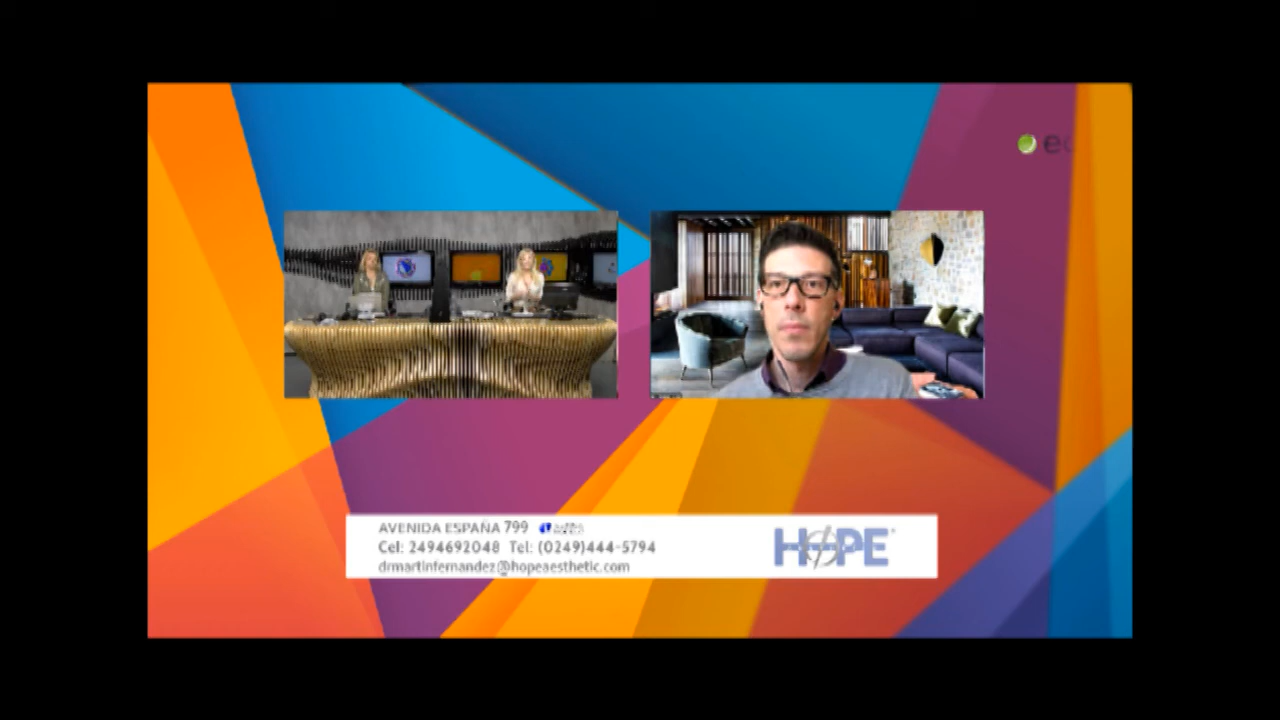 AVENIDA ESPAÑA 799
Cel: 2494692048 Tel: (0249)444-5794
drmartinfernandez@hopeaesthetic.com
HOPE